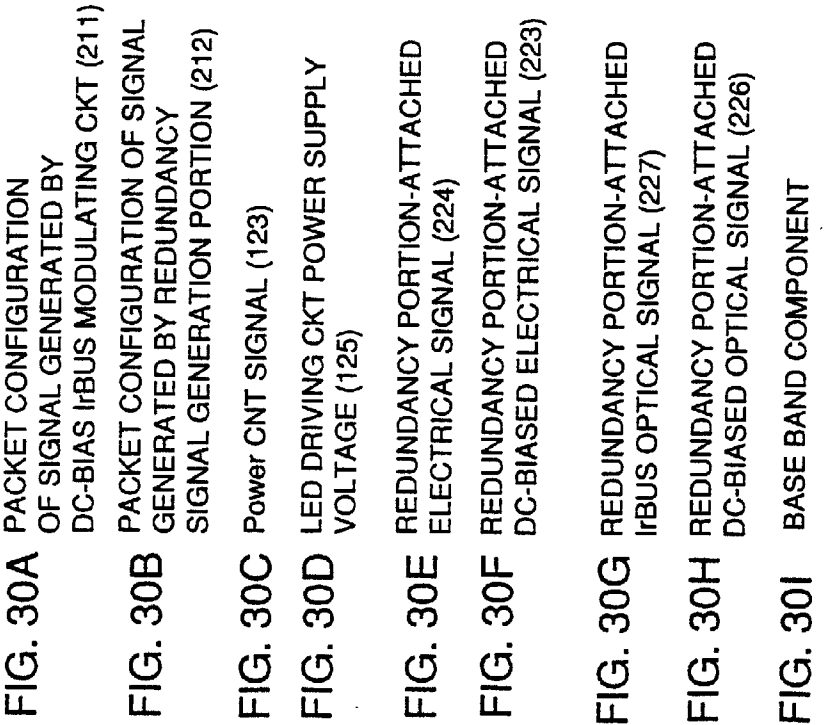 FIG. 30A PACKET CONFIGURATION
OF SIGNAL GENERATED BY
DC-BIAS IrBUS MODULATING CKT (211)
FIG. 30B PACKET CONFIGURATION OF SIGNAL
GENERATED BY REDUNDANCY
SIGNAL GENERATION PORTION (212)
FIG. 30C Power CNT SIGNAL (123)
FIG. 30D LED DRIVING CKT POWER SUPPLY
VOLTAGE (125)
FIG. 30E REDUNDANCY PORTION-ATTACHED
ELECTRICAL SIGNAL (224)
FIG. 30F REDUNDANCY PORTION-ATTACHED
DC-BIASED ELECTRICAL SIGNAL (223)
FIG. 30G REDUNDANCY PORTION-ATTACHED
IrBUS OPTICAL SIGNAL (227)
FIG. 30H REDUNDANCY PORTION-ATTACHED
DC-BIASED OPTICAL SIGNAL (226)
FIG. 30I BASE BAND COMPONENT